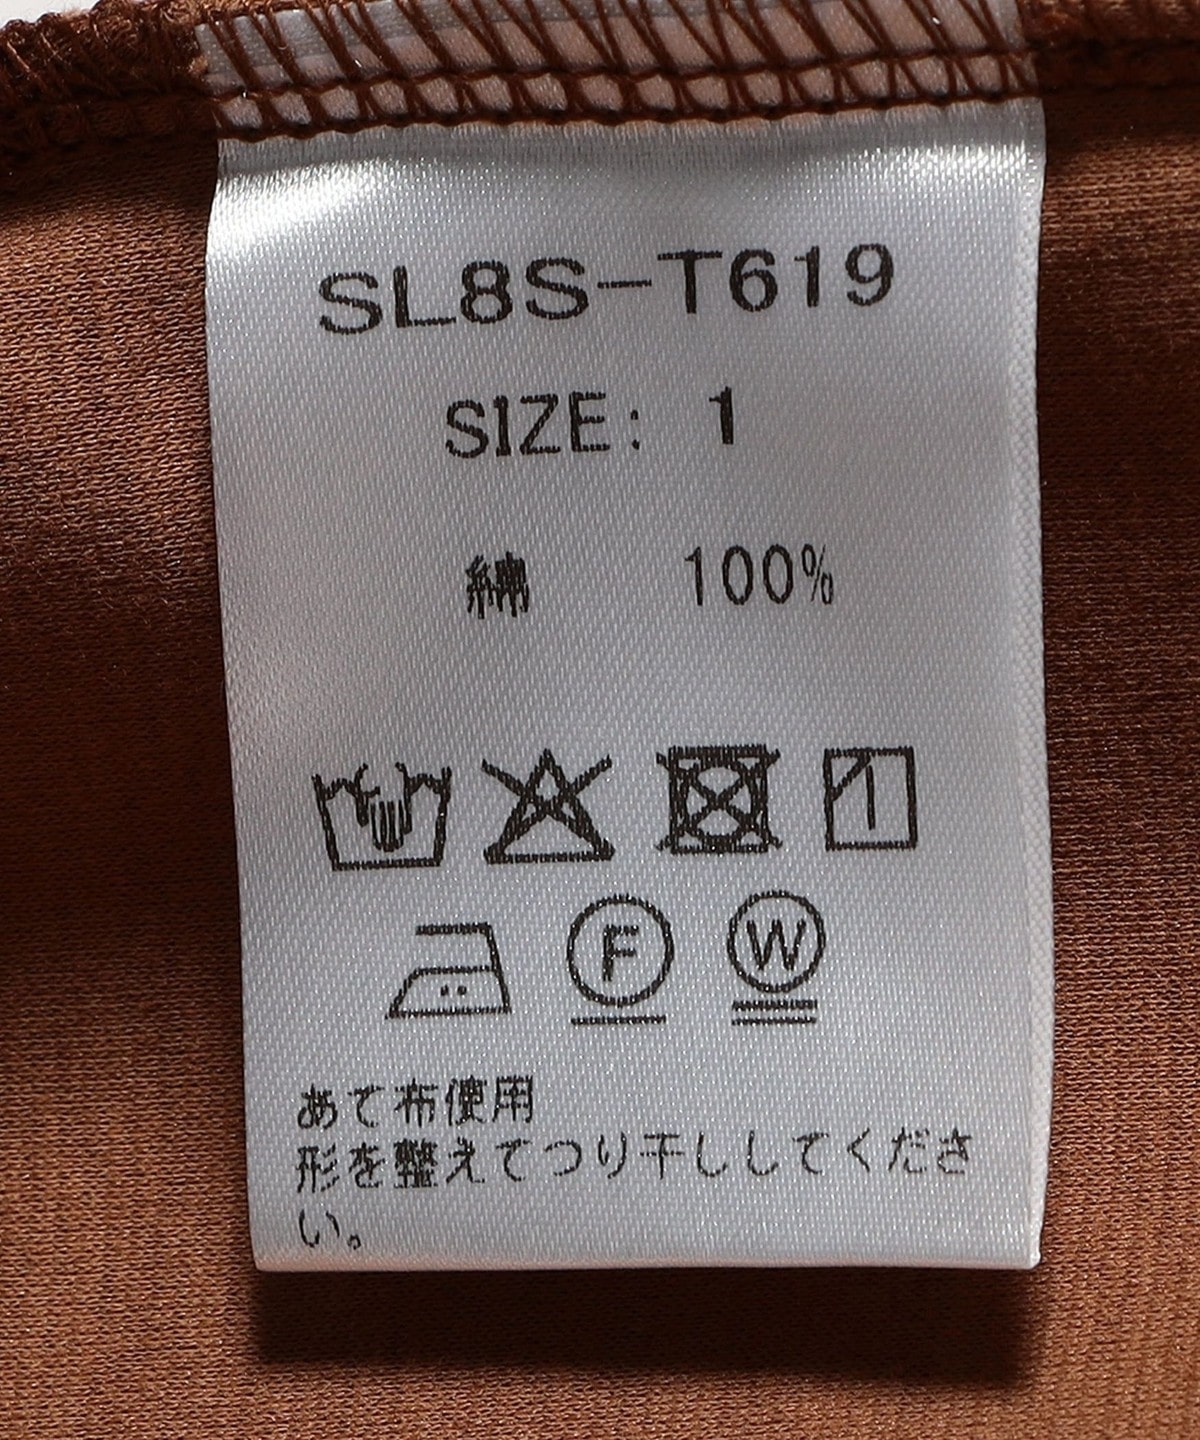 SL8S-T619
SIZE: 1
綿 100%
F W
あて布使用
形を整えてつり干ししてくださ
い。